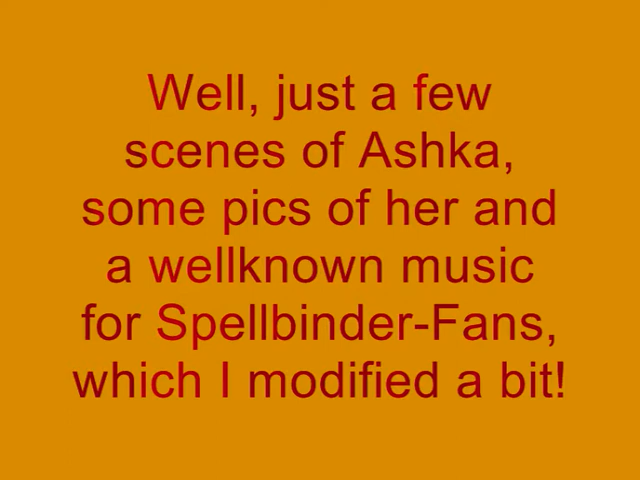 Well, just a few
scenes of Ashka,
some pics of her and
a wellknown music
for Spellbinder-Fans,
which I modified a bit!